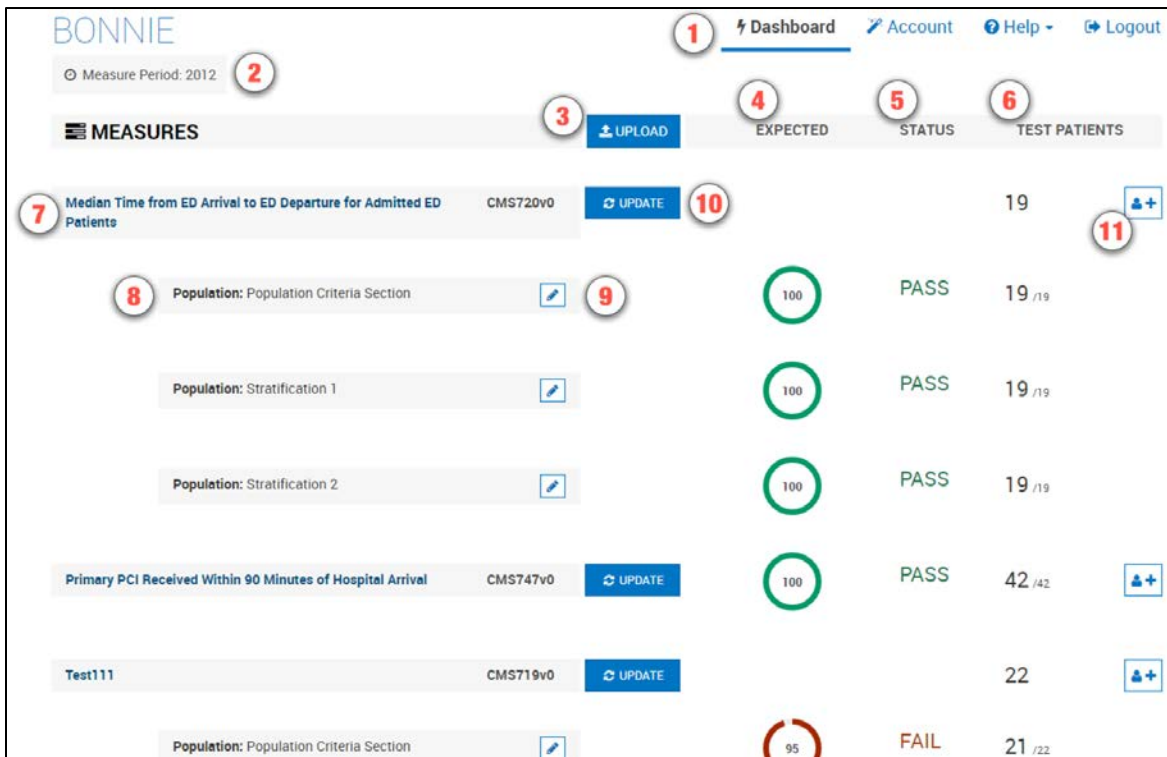 BONNIE
1 Dashboard Account Help Logout
Measure Period: 2012 2
MEASURES 3 UPLOAD 4 EXPECTED 5 STATUS 6 TEST PATIENTS
7 Median Time from ED Arrival to ED Departure for Admitted ED CMS720v0 UPDATE 10 19
Patients 11
8 Population: Population Criteria Section 9 100 PASS 19 /19
Population: Stratification 1 100 PASS 19 /19
Population: Stratification 2 100 PASS 19 /19
Primary PCI Received Within 90 Minutes of Hospital Arrival CMS747v0 UPDATE 100 PASS 42 /42
Test111 CMS719v0 UPDATE 22
Population: Population Criteria Section 95 FAIL 21 /22